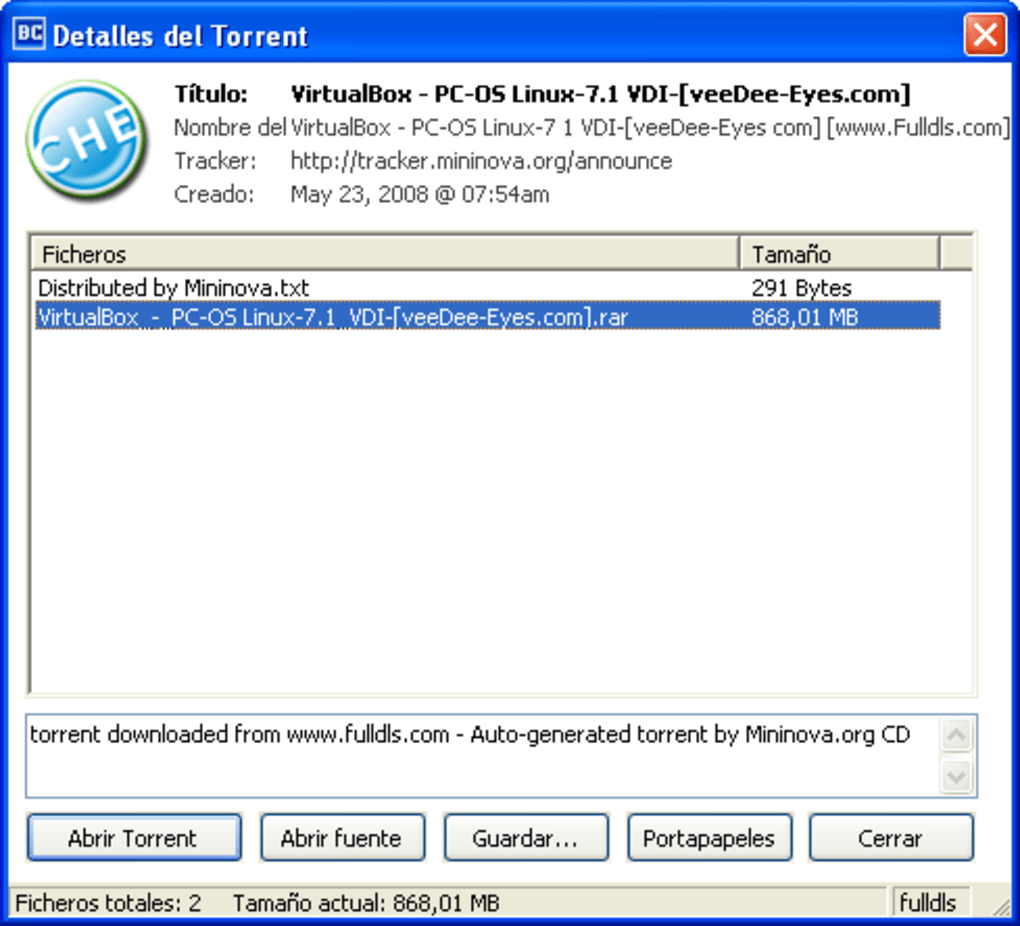 BC Detalles del Torrent
CHE
Título: VirtualBox - PC-OS Linux-7.1 VDI-[veeDee-Eyes.com]
Nombre del VirtualBox - PC-OS Linux-7 1 VDI-[veeDee-Eyes com] [www.Fulldls.com]
Tracker: http://tracker.mininova.org/announce
Creado: May 23, 2008 @ 07:54am
Ficheros Tamaño
Distributed by Mininova.txt 291 Bytes
VirtualBox - PC-OS Linux-7.1 VDI-[veeDee-Eyes.com].rar 868,01 MB
torrent downloaded from www.fulldls.com - Auto-generated torrent by Mininova.org CD
Abrir Torrent Abrir fuente Guardar... Portapapeles Cerrar
Ficheros totales: 2 Tamaño actual: 868,01 MB fulldls